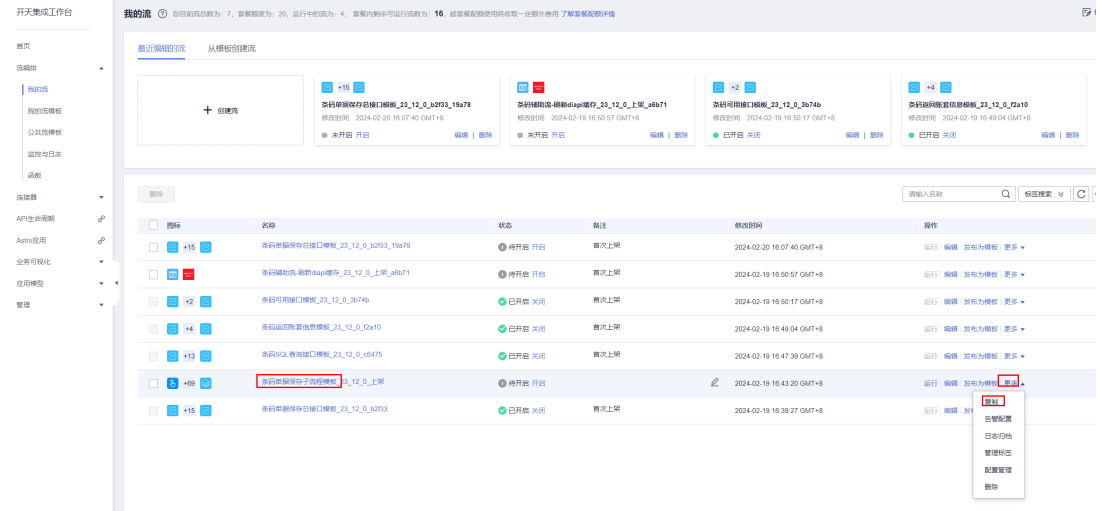 开天集成工作台
首页
流编排
我的流
我的流模板
公共流模板
监控与日志
函数
连接器
API生命周期
Astro应用
业务可视化
应用模型
管理
我的流 您目前流总数为：7，套餐额度为：20，运行中的流为：4，套餐内剩余可运行流数为：16，超套餐配额使用将收取一定额外费用 了解套餐配额详情
最近编辑的流 从模板创建流
+ 创建流
+15
条码单据保存总接口模板_23_12_0_b2f33_19a78
修改时间 2024-02-20 16:07:40 GMT+8
未开启 开启 编辑 | 删除
条码辅助流-刷新diapi缓存_23_12_0_上架_a6b71
修改时间 2024-02-19 16:50:57 GMT+8
未开启 开启 编辑 | 删除
+2
条码可用接口模板_23_12_0_3b74b
修改时间 2024-02-19 16:50:17 GMT+8
已开启 关闭 编辑 | 删除
+4
条码返回账套信息模板_23_12_0_f2a10
修改时间 2024-02-19 16:49:04 GMT+8
已开启 关闭 编辑 | 删除
删除 请输入名称 标签搜索
图标 名称 状态 备注 修改时间 操作
+15 条码单据保存总接口模板_23_12_0_b2f33_19a78 待开启 开启 首次上架 2024-02-20 16:07:40 GMT+8 运行 编辑 发布为模板 更多
条码辅助流-刷新diapi缓存_23_12_0_上架_a6b71 待开启 开启 首次上架 2024-02-19 16:50:57 GMT+8 运行 编辑 发布为模板 更多
+2 条码可用接口模板_23_12_0_3b74b 已开启 关闭 首次上架 2024-02-19 16:50:17 GMT+8 运行 编辑 发布为模板 更多
+4 条码返回账套信息模板_23_12_0_f2a10 已开启 关闭 首次上架 2024-02-19 16:49:04 GMT+8 运行 编辑 发布为模板 更多
+13 条码SQL查询接口模板_23_12_0_c6475 已开启 关闭 首次上架 2024-02-19 16:47:39 GMT+8 运行 编辑 发布为模板 更多
+69 条码单据保存子流程模板_23_12_0_上架 待开启 开启 2024-02-19 16:43:20 GMT+8 运行 编辑 发布为模板 更多
+15 条码单据保存总接口模板_23_12_0_b2f33 已开启 关闭 首次上架 2024-02-19 16:39:27 GMT+8 运行 编辑 发布
复制
告警配置
日志归档
管理标签
配置管理
删除